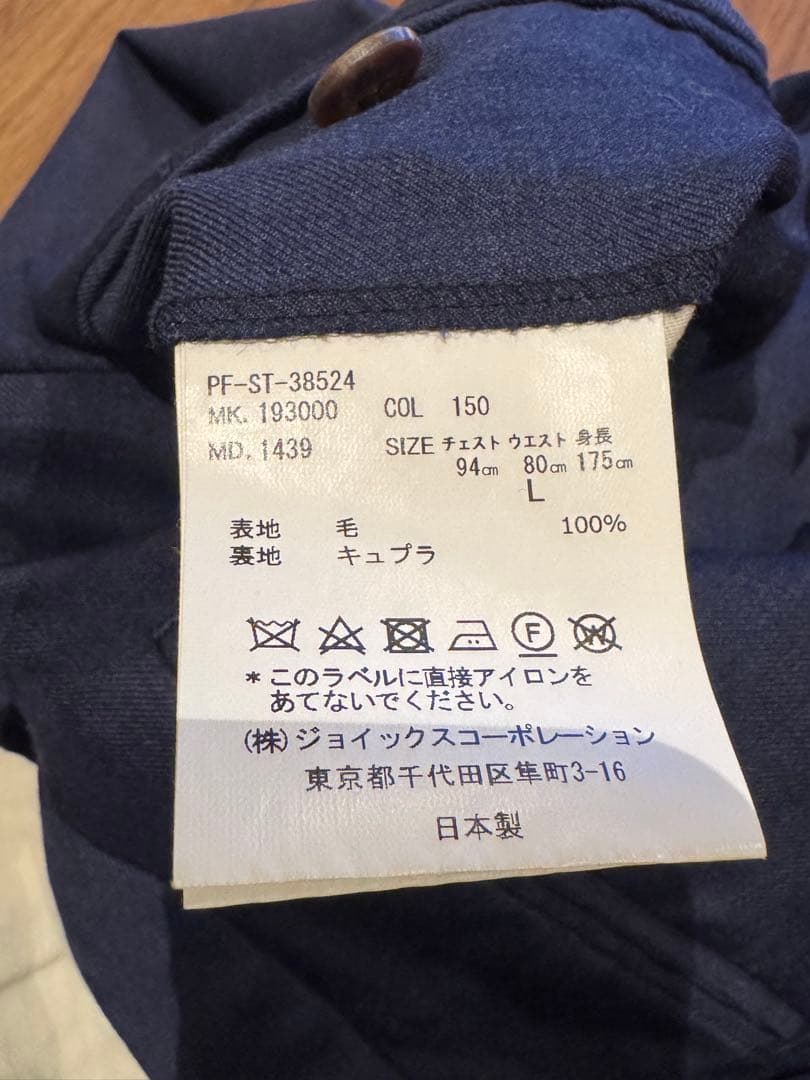 PF-ST-38524
MK. 193000 COL 150
MD. 1439 SIZE チェスト ウエスト 身長
94㎝ 80㎝ 175㎝
L
表地 毛 100%
裏地 キュプラ
F W
*このラベルに直接アイロンを
あてないでください。
(株)ジョイックスコーポレーション
東京都千代田区隼町3-16
日本製